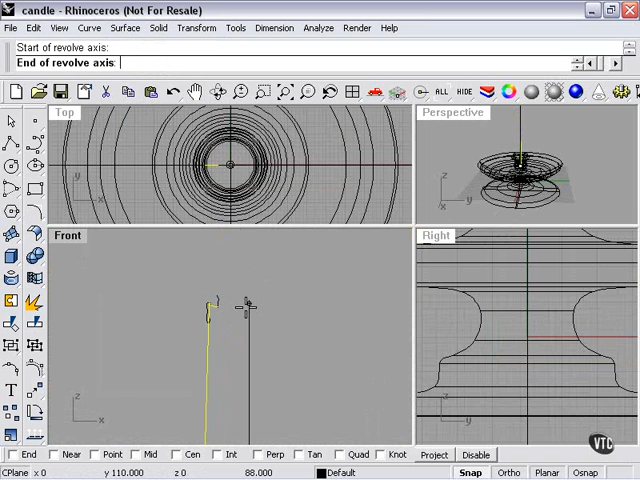 candle - Rhinoceros (Not For Resale)
File Edit View Curve Surface Solid Transform Tools Dimension Analyze Render Help
Start of revolve axis:
End of revolve axis:
ALL HIDE
Top
Perspective
y
x
z
y
Front
Right
z
x
z
y
T
VTC
End Near Point Mid Cen Int Perp Tan Quad Knot Project Disable
CPlane x 0 y 110.000 z 0 88.000 Default Snap Ortho Planar Osnap